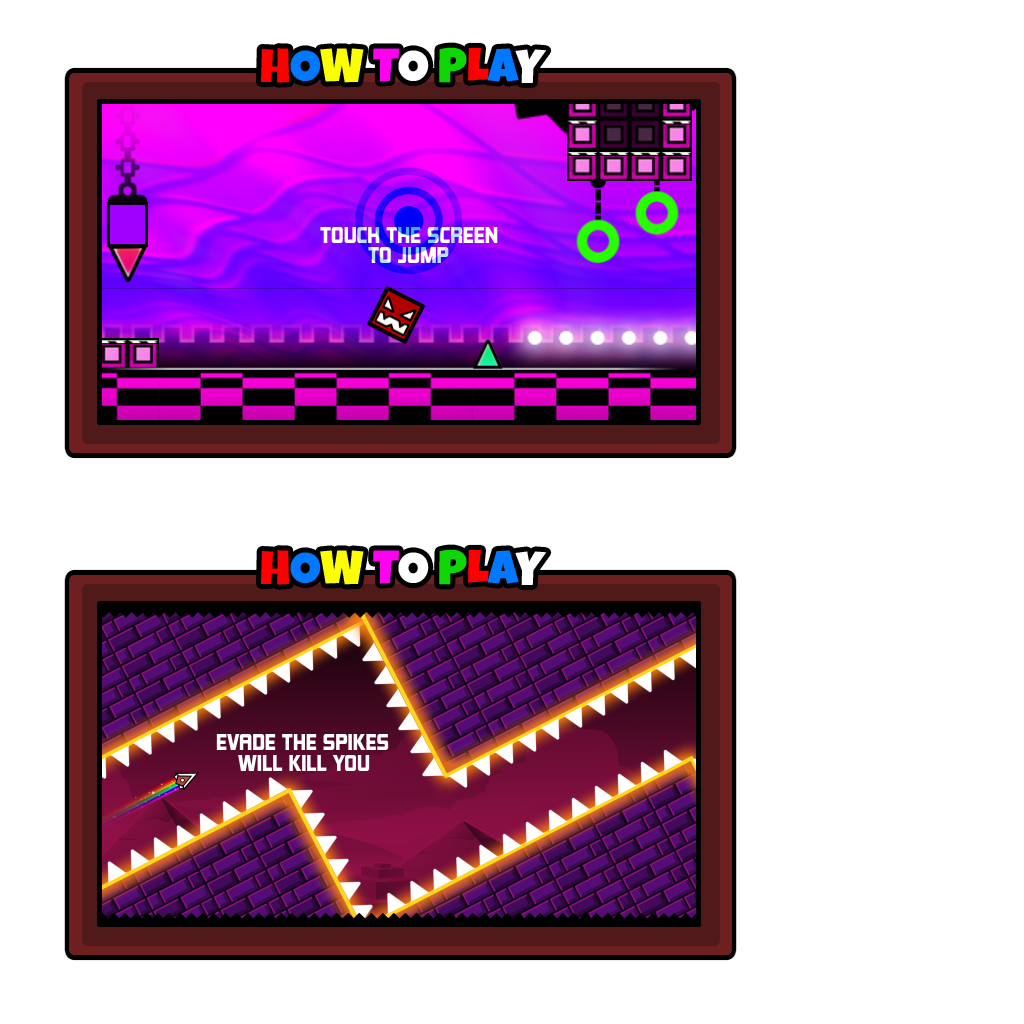 HOW TO PLAY
TOUCH THE SCREEN
TO JUMP
HOW TO PLAY
EVADE THE SPIKES
WILL KILL YOU